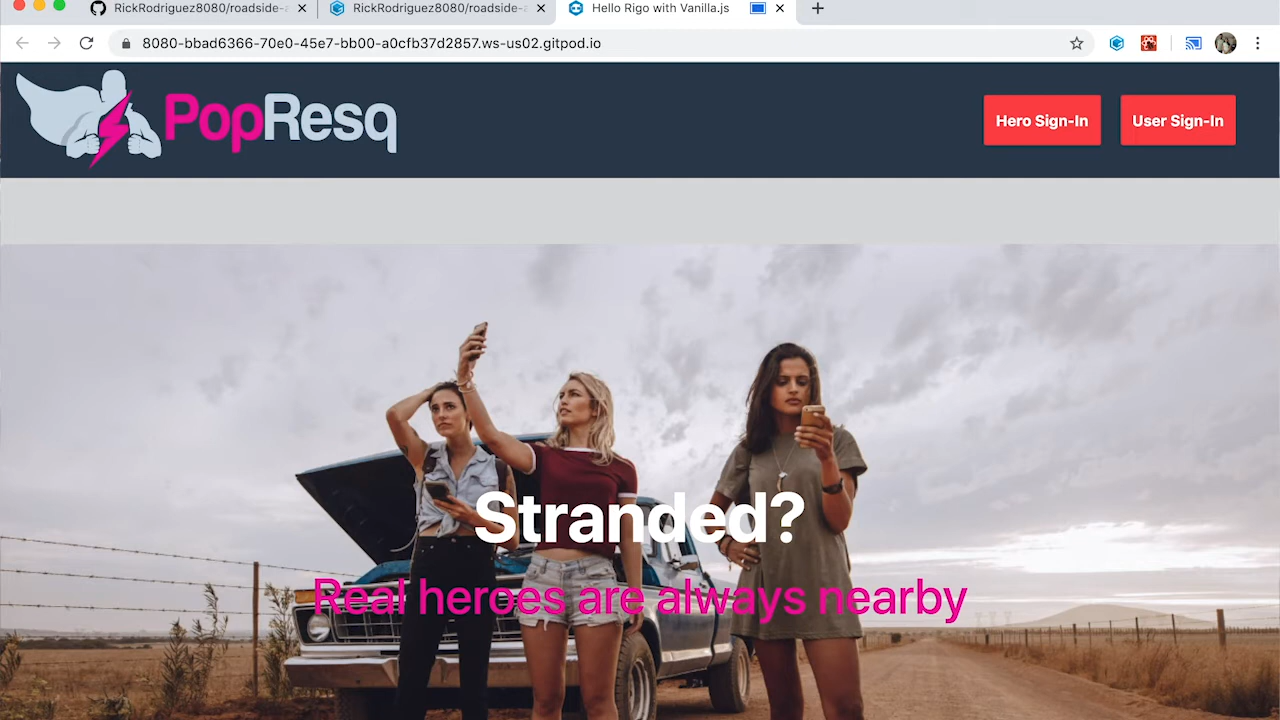 RickRodriguez8080/roadside-
RickRodriguez8080/roadside-
Hello Rigo with Vanilla.js
8080-bbad6366-70e0-45e7-bb00-a0cfb37d0257.ws-us02.gitpod.io
PopResq
Hero Sign-In
User Sign-In
Stranded?
Real heroes are always nearby